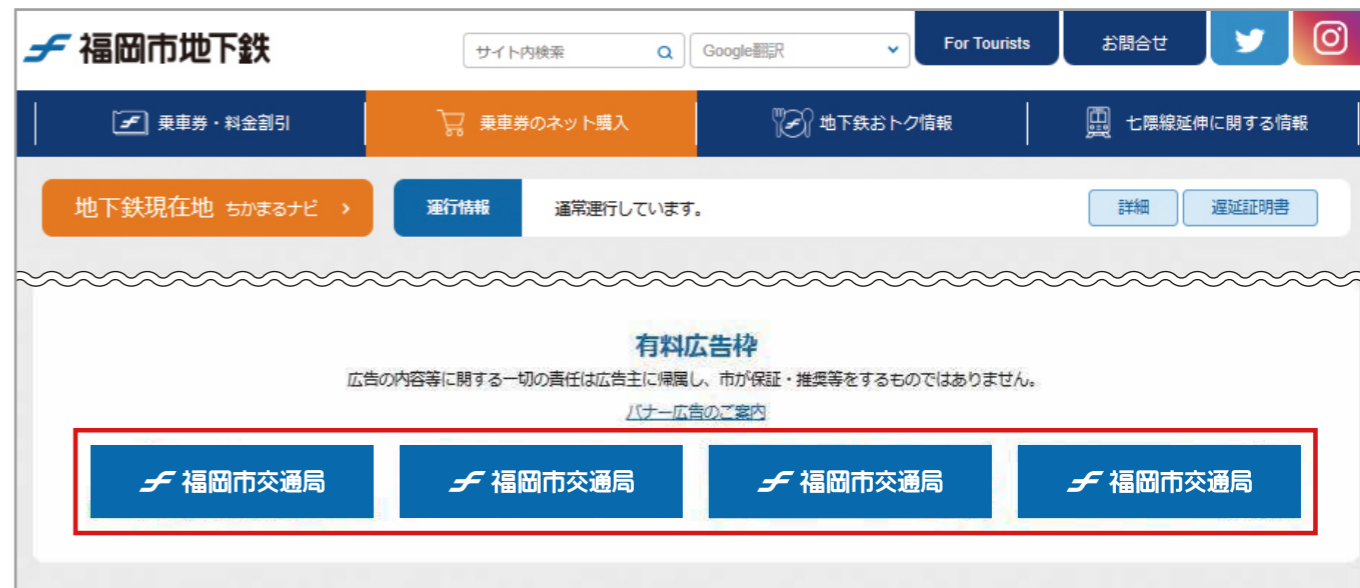 福岡市地下鉄
サイト内検索
Google翻訳
For Tourists
お問合せ
乗車券・料金割引
乗車券のネット購入
地下鉄おトク情報
七隈線延伸に関する情報
地下鉄現在地 ちかまるナビ
運行情報
通常運行しています。
詳細
遅延証明書
有料広告枠
広告の内容等に関する一切の責任は広告主に帰属し、市が保証・推奨等をするものではありません。
バナー広告のご案内
福岡市交通局
福岡市交通局
福岡市交通局
福岡市交通局